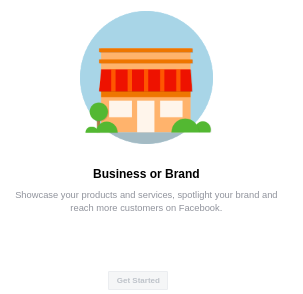 Business or Brand
Showcase your products and services, spotlight your brand and
reach more customers on Facebook.
Get Started